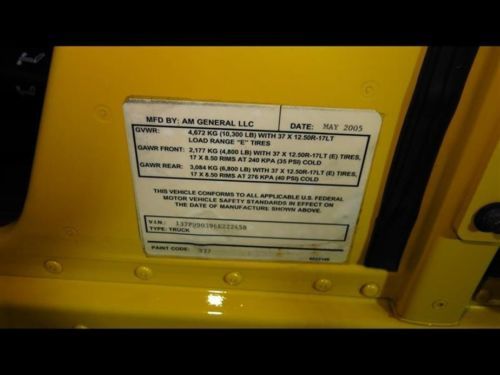 MFD BY: AM GENERAL LLC DATE: MAY 2005
GVWR: 4,672 KG (10,300 LB) WITH 37 X 12.50R-17LT
LOAD RANGE "E" TIRES
GAWR FRONT: 2,177 KG (4,800 LB) WITH 37 X 12.50R-17LT (E) TIRES,
17 X 8.50 RIMS AT 240 KPA (35 PSI) COLD
GAWR REAR: 3,084 KG (6,800 LB) WITH 37 X 12.50R-17LT (E) TIRES,
17 X 8.50 RIMS AT 276 KPA (40 PSI) COLD
THIS VEHICLE CONFORMS TO ALL APPLICABLE U.S. FEDERAL
MOTOR VEHICLE SAFETY STANDARDS IN EFFECT ON
THE DATE OF MANUFACTURE SHOWN ABOVE.
V.I.N.:
TYPE: TRUCK
PAINT CODE: